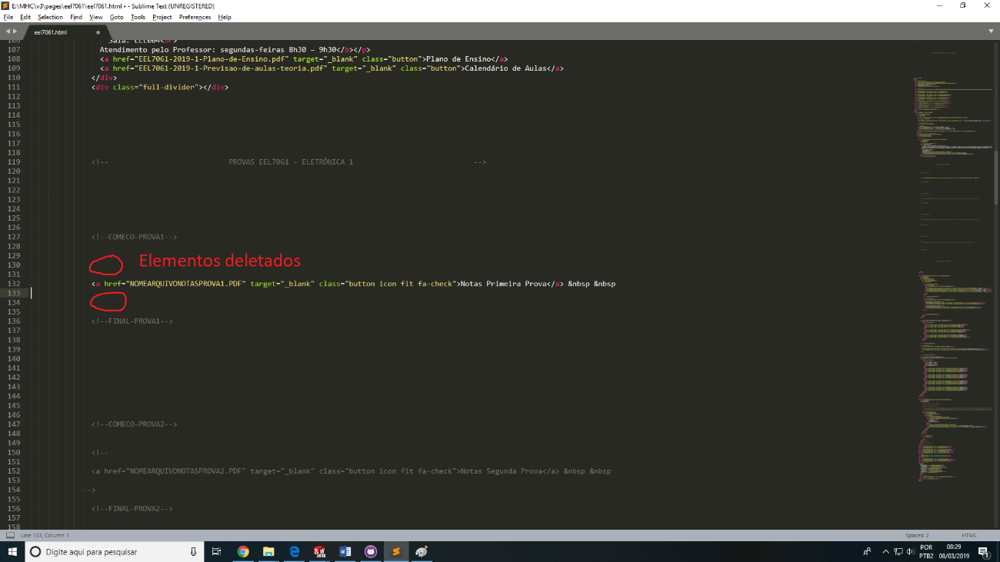 E:\MHC\v3\pages\eel7061\eel7061.html • - Sublime Text (UNREGISTERED)
File Edit Selection Find View Goto Tools Project Preferences Help
eel7061.html
106 Sala: EEL004<br>
107 Atendimento pelo Professor: segundas-feiras 8h30 – 9h30</b></p>
108 <a href="EEL7061-2019-1-Plano-de-Ensino.pdf" target="_blank" class="button">Plano de Ensino</a>
109 <a href="EEL7061-2019-1-Previsao-de-aulas-teoria.pdf" target="_blank" class="button">Calendário de Aulas</a>
110 </div>
111 <div class="full-divider"></div>
112
113
114
115
116
117
118
119 <!-- PROVAS EEL7061 - ELETRÔNICA 1 -->
120
121
122
123
124
125
126
127 <!--COMECO-PROVA1-->
128
129
Elementos deletados
130
131
132 <a href="NOMEARQUIVONOTASPROVA1.PDF" target="_blank" class="button icon fit fa-check">Notas Primeira Prova</a> &nbsp &nbsp
133
134
135
136 <!--FINAL-PROVA1-->
137
138
139
140
141
142
143
144
145
146
147 <!--COMECO-PROVA2-->
148
149
150 <!--
151
152 <a href="NOMEARQUIVONOTASPROVA2.PDF" target="_blank" class="button icon fit fa-check">Notas Segunda Prova</a> &nbsp &nbsp
153
154 -->
155
156 <!--FINAL-PROVA2-->
157
158
Line 133, Column 1 Spaces: 2 HTML
Digite aqui para pesquisar
POR 08:29
PTB2 08/03/2019